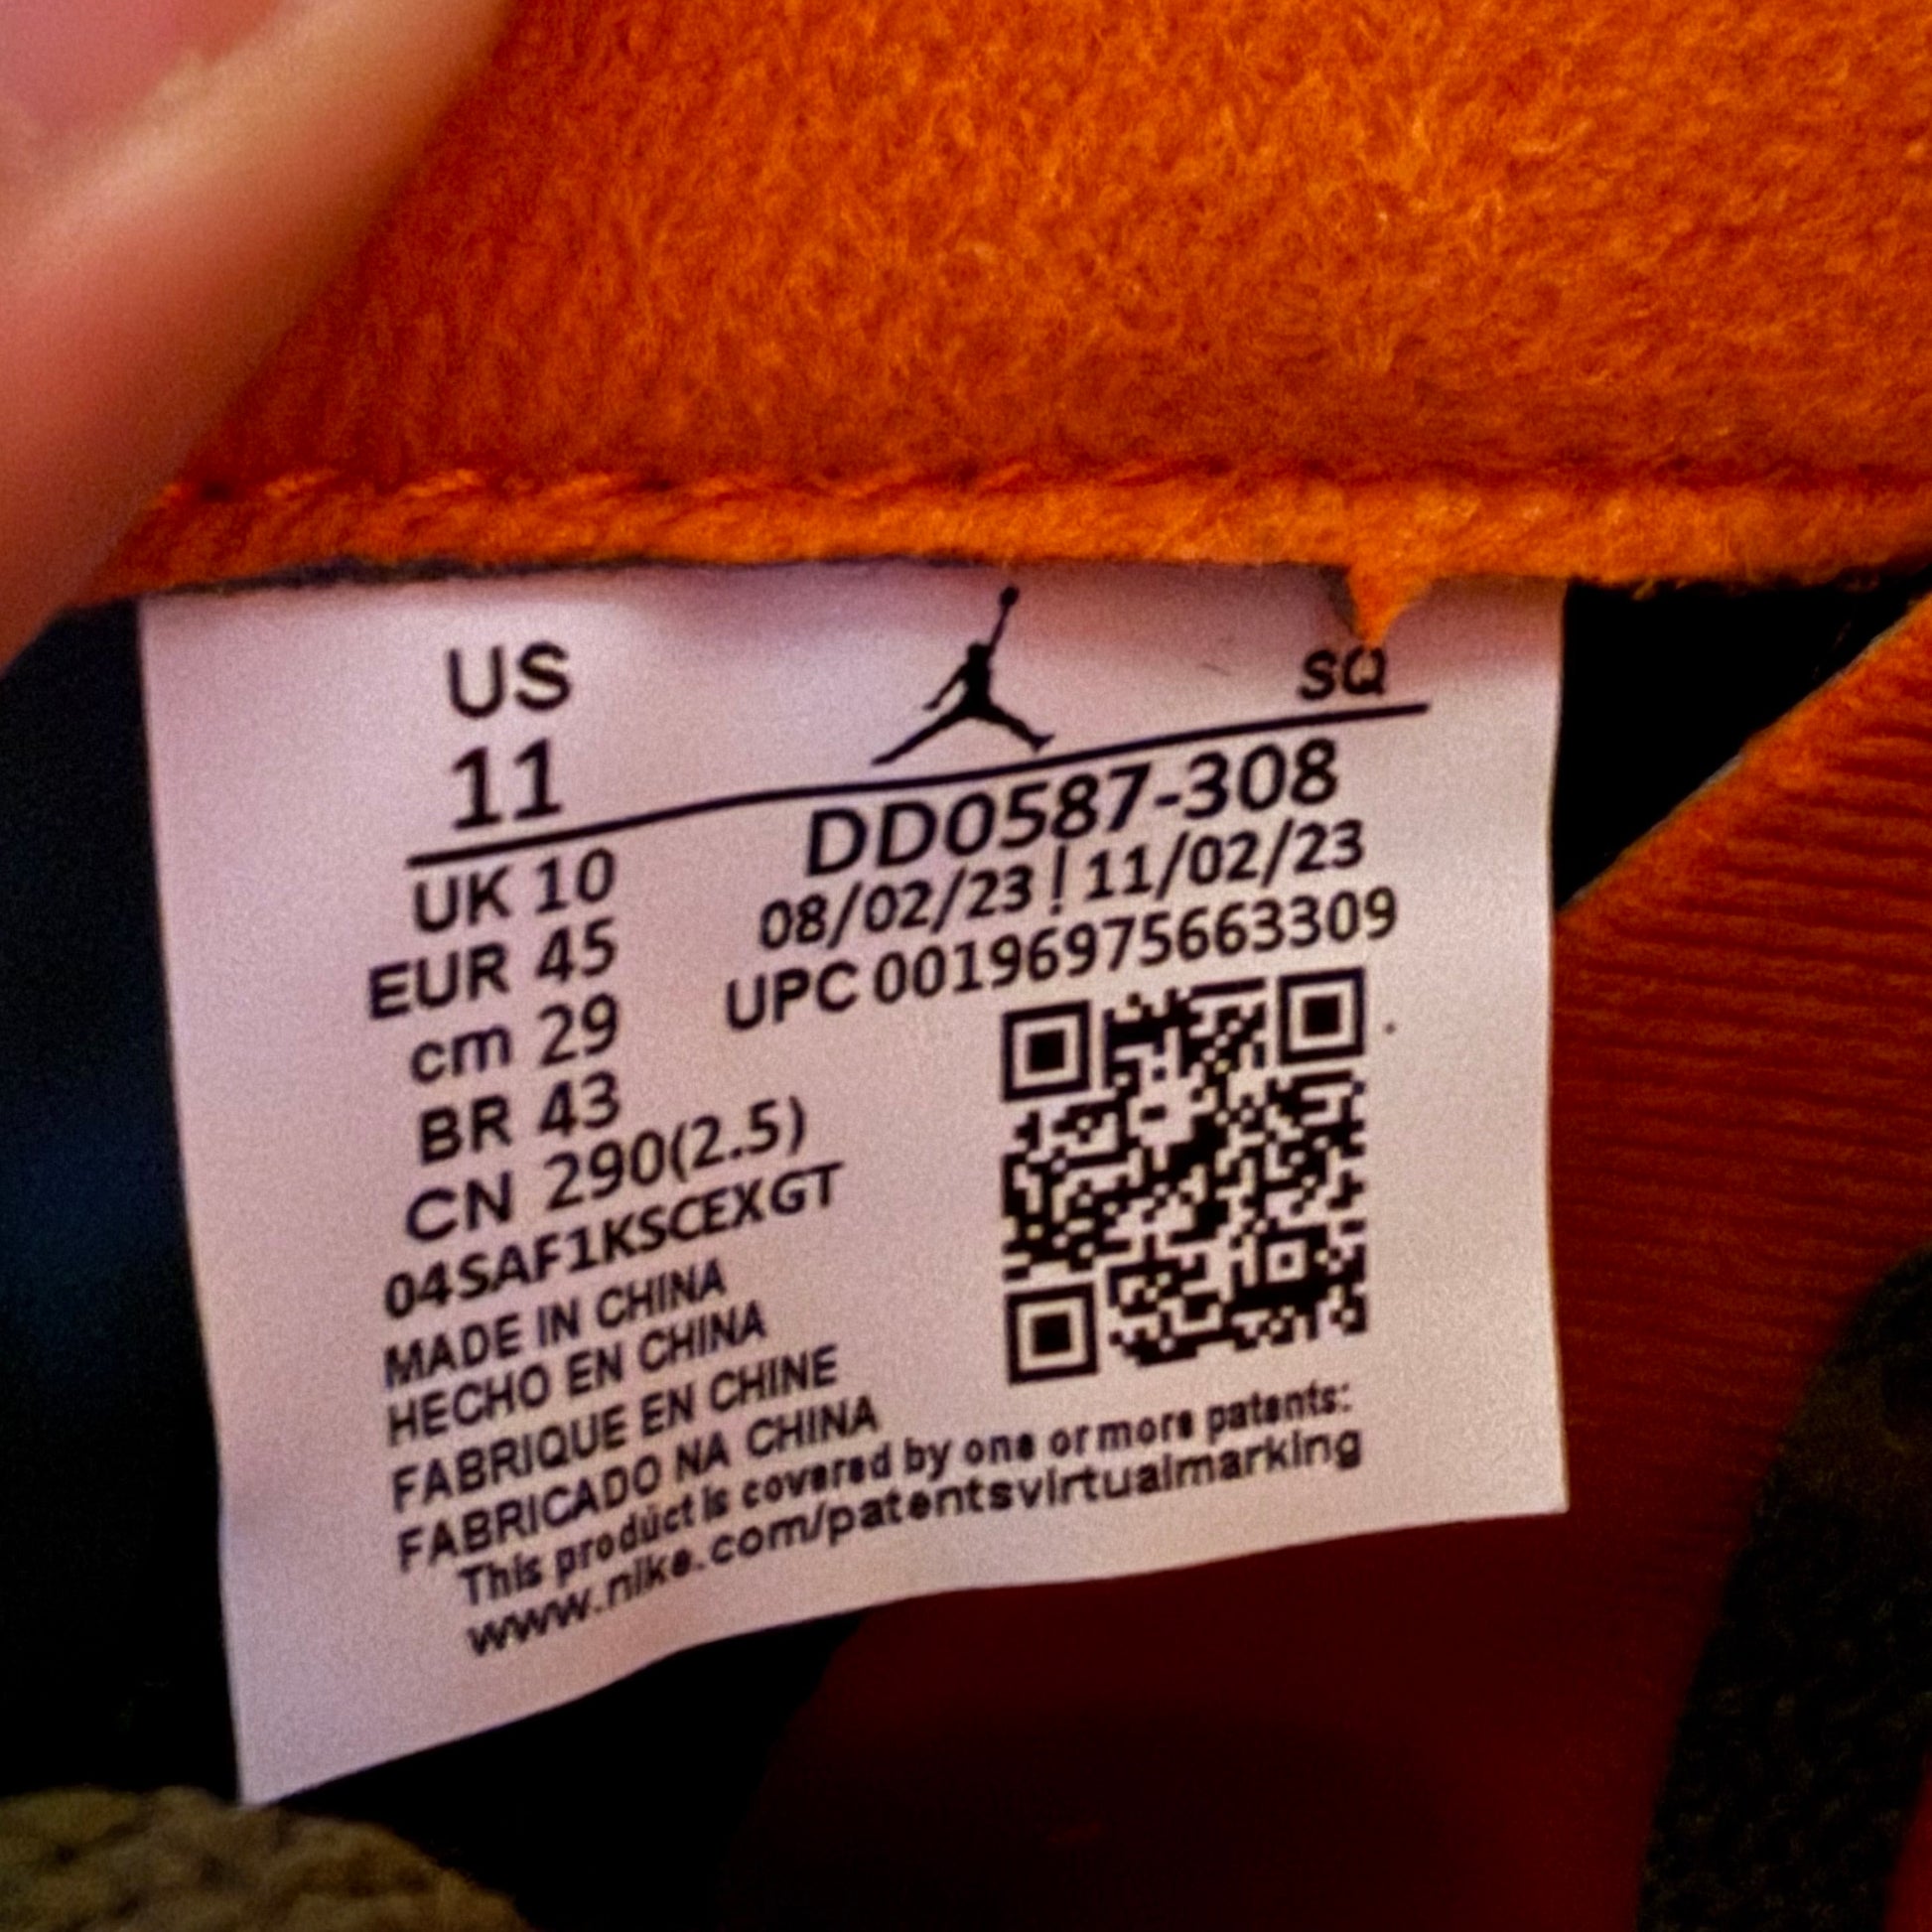 US
11
SQ
DD0587-308
08/02/23 ! 11/02/23
UPC 00196975663309
UK 10
EUR 45
cm 29
BR 43
CN 290(2.5)
04SAF1KSCEXGT
MADE IN CHINA
HECHO EN CHINA
FABRIQUE EN CHINE
FABRICADO NA CHINA
This product is covered by one or more patents:
www.nike.com/patentsvirtualmarking